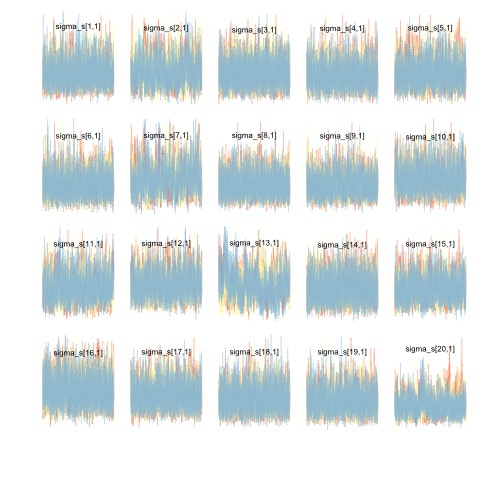 sigma_s[1,1] sigma_s[2,1] sigma_s[3,1] sigma_s[4,1] sigma_s[5,1]
sigma_s[6,1] sigma_s[7,1] sigma_s[8,1] sigma_s[9,1] sigma_s[10,1]
sigma_s[11,1] sigma_s[12,1] sigma_s[13,1] sigma_s[14,1] sigma_s[15,1]
sigma_s[16,1] sigma_s[17,1] sigma_s[18,1] sigma_s[19,1] sigma_s[20,1]